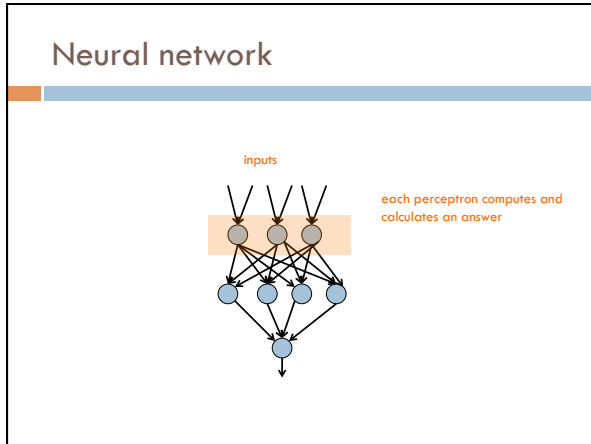 Neural network
inputs
each perceptron computes and
calculates an answer